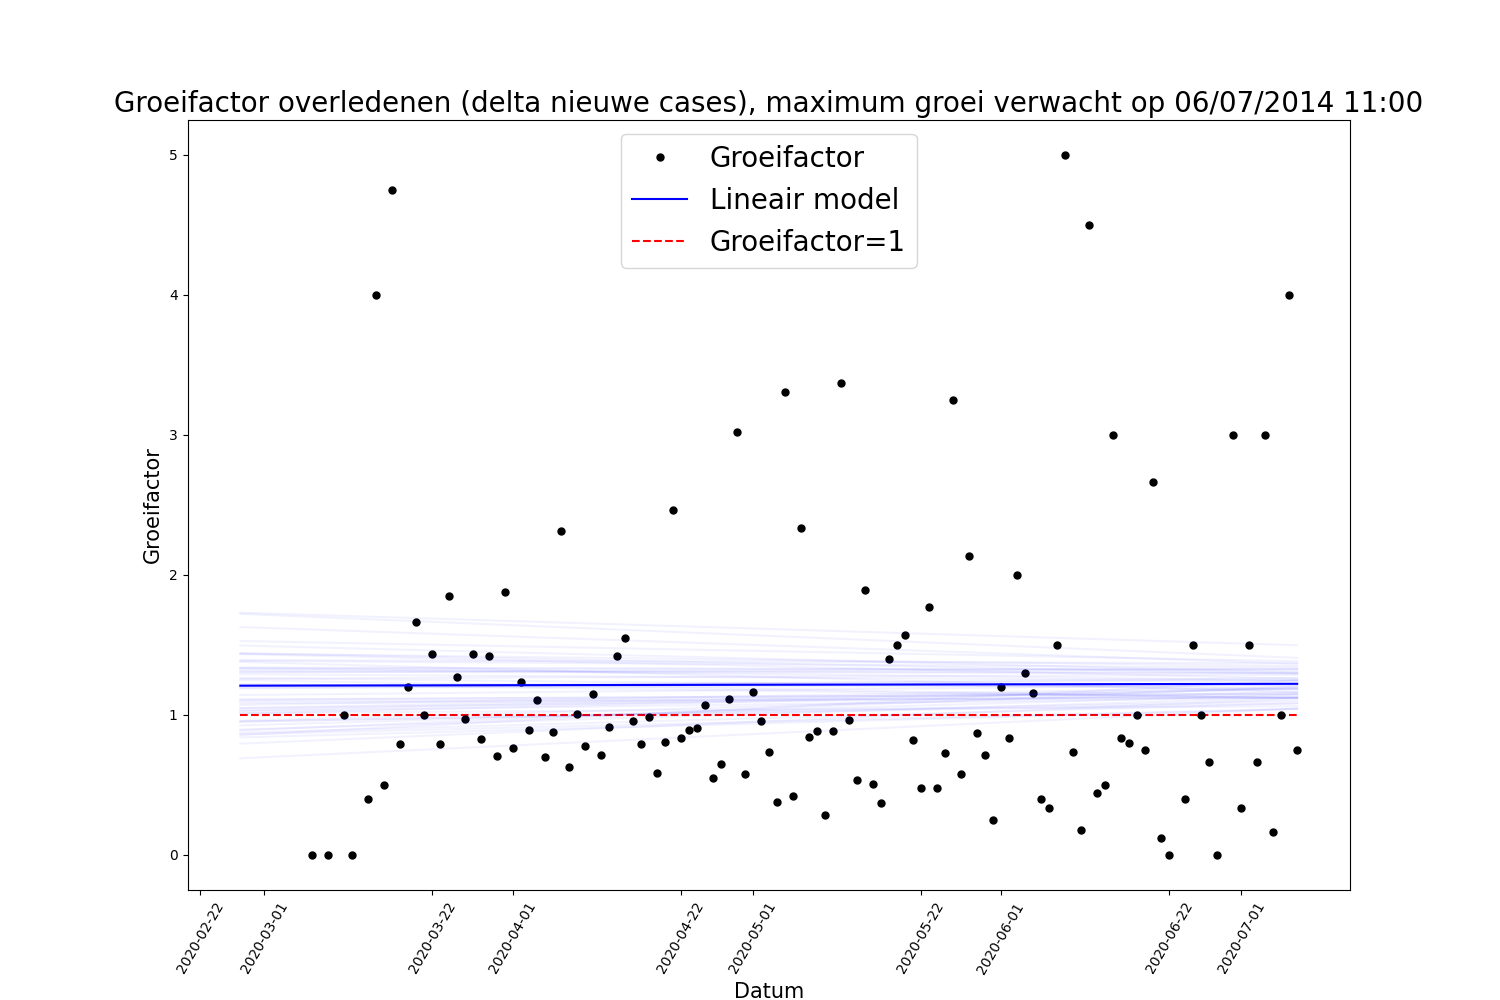 Groeifactor overledenen (delta nieuwe cases), maximum groei verwacht op 06/07/2014 11:00
Groeifactor
Lineair model
Groeifactor=1
5
4
3
2
1
0
Groeifactor
2020-02-22
2020-03-01
2020-03-22
2020-04-01
2020-04-22
2020-05-01
2020-05-22
2020-06-01
2020-06-22
2020-07-01
Datum